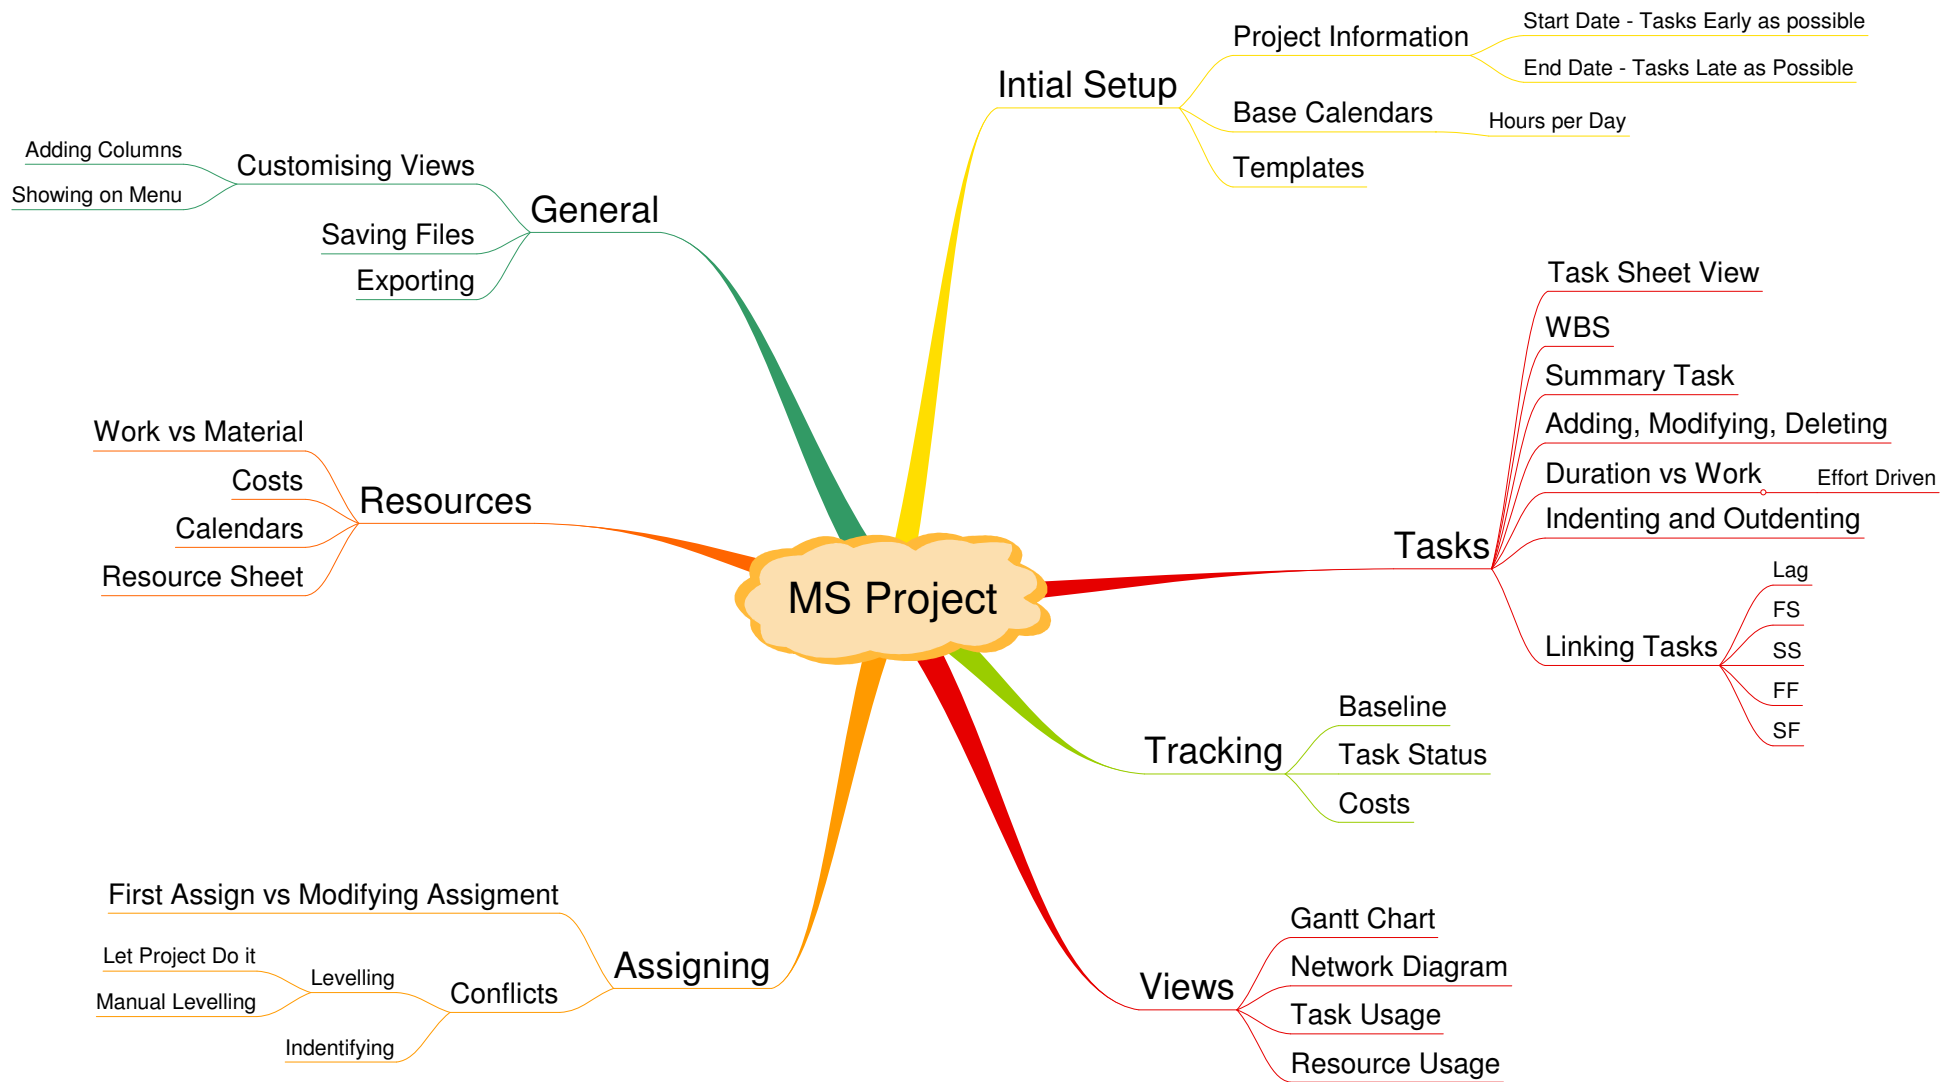 MS Project
Intial Setup
Project Information
Start Date - Tasks Early as possible
End Date - Tasks Late as Possible
Base Calendars
Hours per Day
Templates
Tasks
Task Sheet View
WBS
Summary Task
Adding, Modifying, Deleting
Duration vs Work
Effort Driven
Indenting and Outdenting
Linking Tasks
Lag
FS
SS
FF
SF
Tracking
Baseline
Task Status
Costs
Views
Gantt Chart
Network Diagram
Task Usage
Resource Usage
Assigning
First Assign vs Modifying Assigment
Conflicts
Levelling
Let Project Do it
Manual Levelling
Indentifying
Resources
Work vs Material
Costs
Calendars
Resource Sheet
General
Customising Views
Adding Columns
Showing on Menu
Saving Files
Exporting